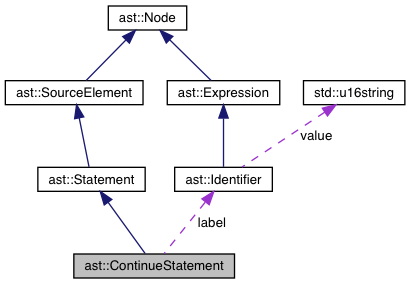 ast::Node
ast::SourceElement
ast::Expression
std::u16string
value
ast::Statement
ast::Identifier
label
ast::ContinueStatement